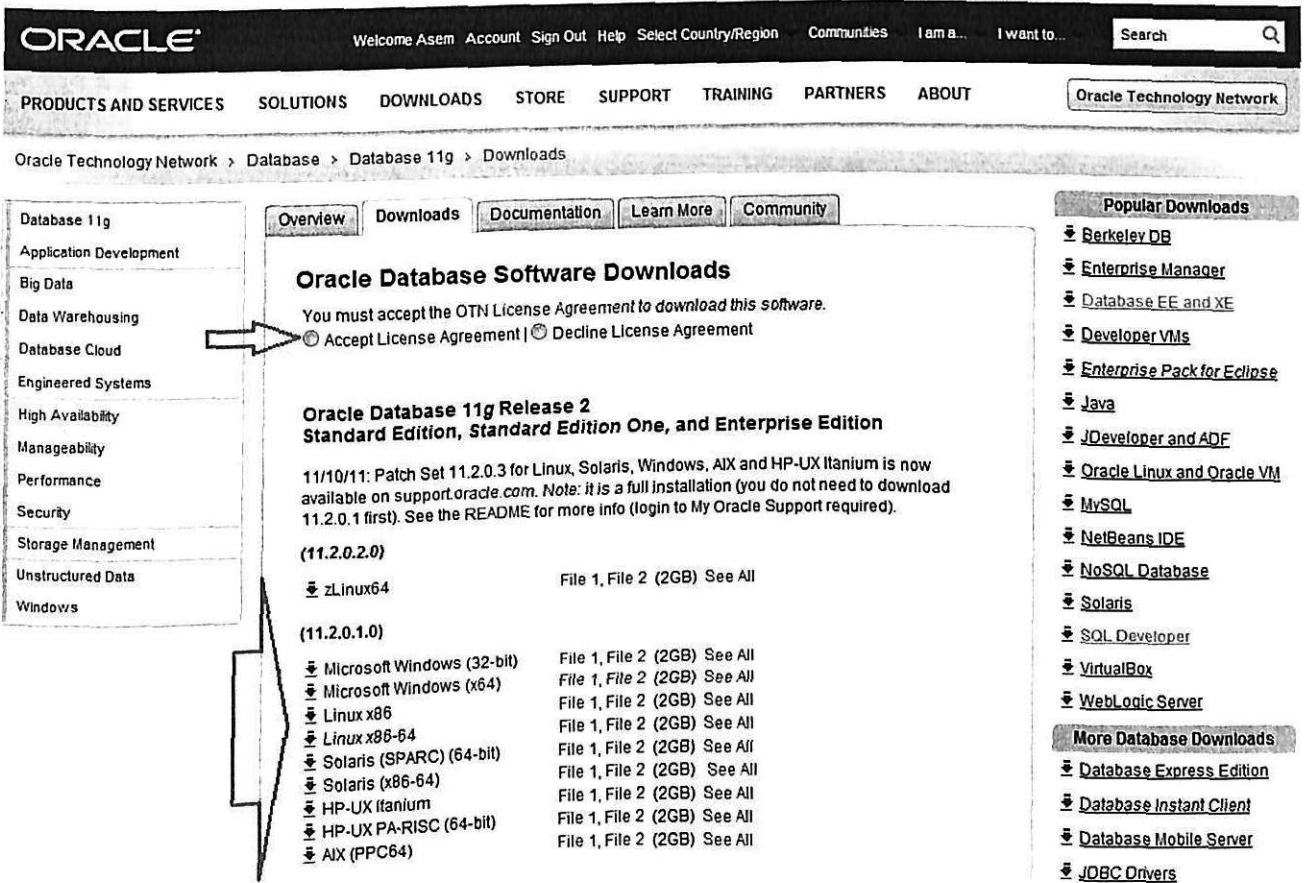 ORACLE
Welcome Asem Account Sign Out Help Select Country/Region Communities I am a... I want to... Search
PRODUCTS AND SERVICES SOLUTIONS DOWNLOADS STORE SUPPORT TRAINING PARTNERS ABOUT Oracle Technology Network
Oracle Technology Network > Database > Database 11g > Downloads
Database 11g
Application Development
Big Data
Data Warehousing
Database Cloud
Engineered Systems
High Availability
Manageability
Performance
Security
Storage Management
Unstructured Data
Windows
Overview Downloads Documentation Learn More Community
Oracle Database Software Downloads
You must accept the OTN License Agreement to download this software.
Accept License Agreement | Decline License Agreement
Oracle Database 11g Release 2
Standard Edition, Standard Edition One, and Enterprise Edition
11/10/11: Patch Set 11.2.0.3 for Linux, Solaris, Windows, AIX and HP-UX Itanium is now
available on support.oracle.com. Note: it is a full installation (you do not need to download
11.2.0.1 first). See the README for more info (login to My Oracle Support required).
(11.2.0.2.0)
zLinux64 File 1, File 2 (2GB) See All
(11.2.0.1.0)
Microsoft Windows (32-bit) File 1, File 2 (2GB) See All
Microsoft Windows (x64) File 1, File 2 (2GB) See All
Linux x86 File 1, File 2 (2GB) See All
Linux x86-64 File 1, File 2 (2GB) See All
Solaris (SPARC) (64-bit) File 1, File 2 (2GB) See All
Solaris (x86-64) File 1, File 2 (2GB) See All
HP-UX Itanium File 1, File 2 (2GB) See All
HP-UX PA-RISC (64-bit) File 1, File 2 (2GB) See All
AIX (PPC64) File 1, File 2 (2GB) See All
Popular Downloads
Berkeley DB
Enterprise Manager
Database EE and XE
Developer VMs
Enterprise Pack for Eclipse
Java
JDeveloper and ADF
Oracle Linux and Oracle VM
MySQL
NetBeans IDE
NoSQL Database
Solaris
SQL Developer
VirtualBox
WebLogic Server
More Database Downloads
Database Express Edition
Database Instant Client
Database Mobile Server
JDBC Drivers